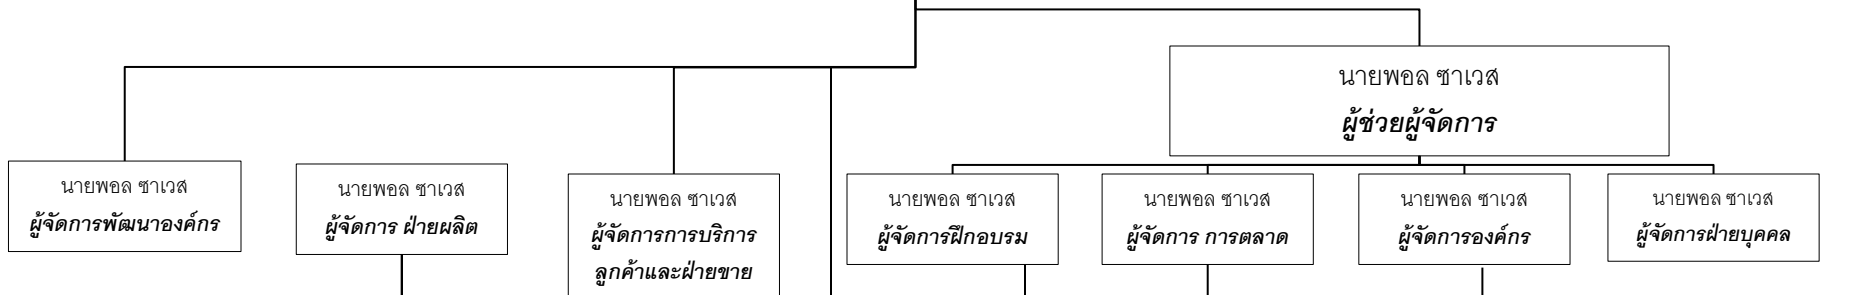 นายพอล ซาเวส
ผู้ช่วยผู้จัดการ
นายพอล ซาเวส
ผู้จัดการพัฒนาองค์กร
นายพอล ซาเวส
ผู้จัดการ ฝ่ายผลิต
นายพอล ซาเวส
ผู้จัดการการบริการ
ลูกค้าและฝ่ายขาย
นายพอล ซาเวส
ผู้จัดการฝึกอบรม
นายพอล ซาเวส
ผู้จัดการ การตลาด
นายพอล ซาเวส
ผู้จัดการองค์กร
นายพอล ซาเวส
ผู้จัดการฝ่ายบุคคล